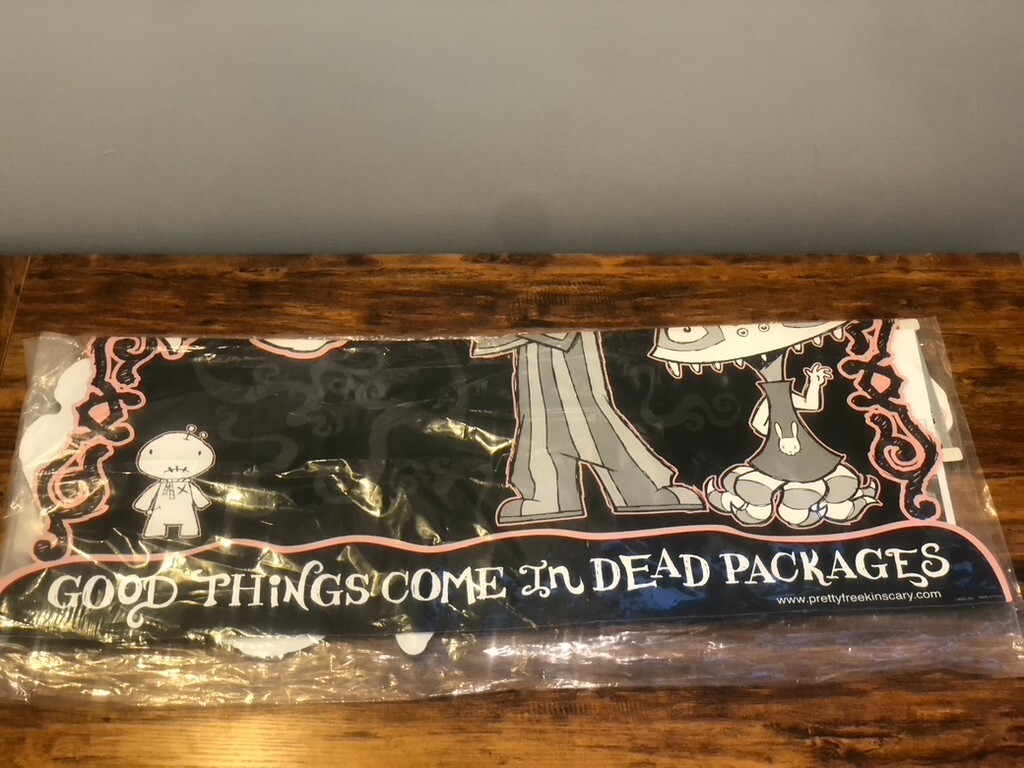 GOOD THINGS COME In DEAD PACKAGES
www.prettyfreekinscary.com